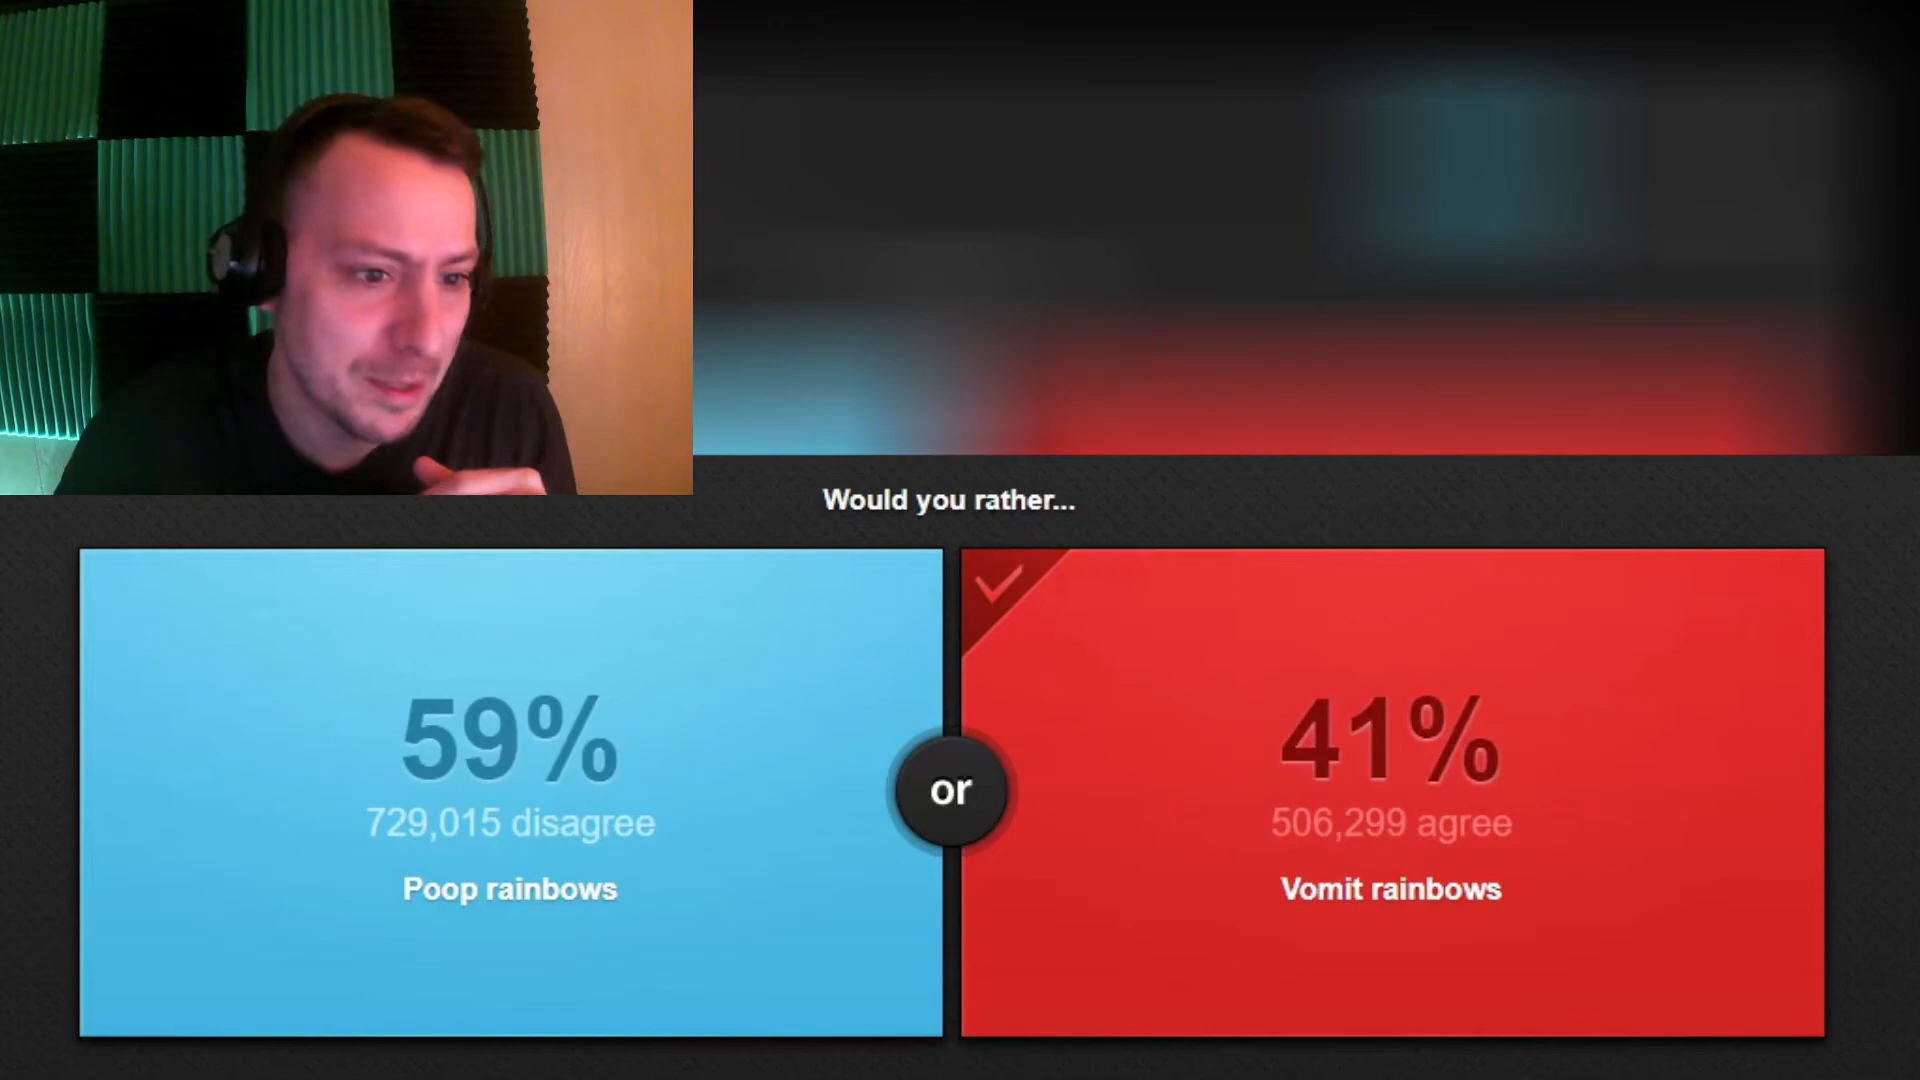 Would you rather...
59%
729,015 disagree
Poop rainbows
or
41%
506,299 agree
Vomit rainbows